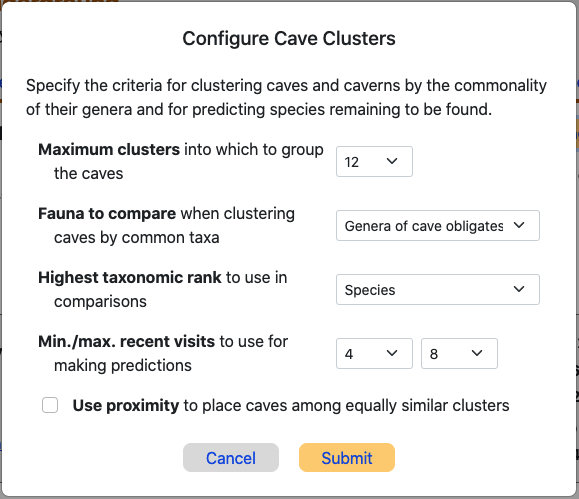 Configure Cave Clusters
Specify the criteria for clustering caves and caverns by the commonality
of their genera and for predicting species remaining to be found.
Maximum clusters into which to group
the caves
12
Fauna to compare when clustering
caves by common taxa
Genera of cave obligates
Highest taxonomic rank to use in
comparisons
Species
Min./max. recent visits to use for
making predictions
4
8
Use proximity to place caves among equally similar clusters
Cancel
Submit